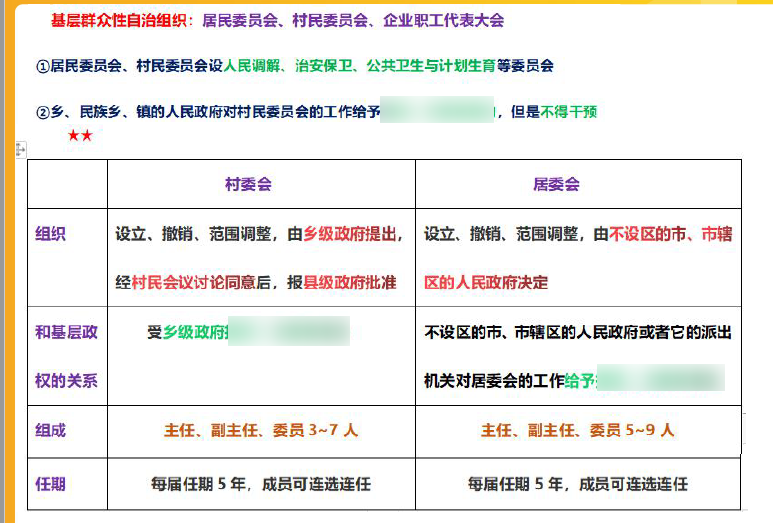 基层群众性自治组织：居民委员会、村民委员会、企业职工代表大会
①居民委员会、村民委员会设人民调解、治安保卫、公共卫生与计划生育等委员会
②乡、民族乡、镇的人民政府对村民委员会的工作给予，但是不得干预
★★
村委会 居委会
组织 设立、撤销、范围调整，由乡级政府提出， 设立、撤销、范围调整，由不设区的市、市辖
经村民会议讨论同意后，报县级政府批准 区的人民政府决定
和基层政 受乡级政府 不设区的市、市辖区的人民政府或者它的派出
权的关系 机关对居委会的工作给予
组成 主任、副主任、委员 3~7 人 主任、副主任、委员 5~9 人
任期 每届任期 5 年，成员可连选连任 每届任期 5 年，成员可连选连任